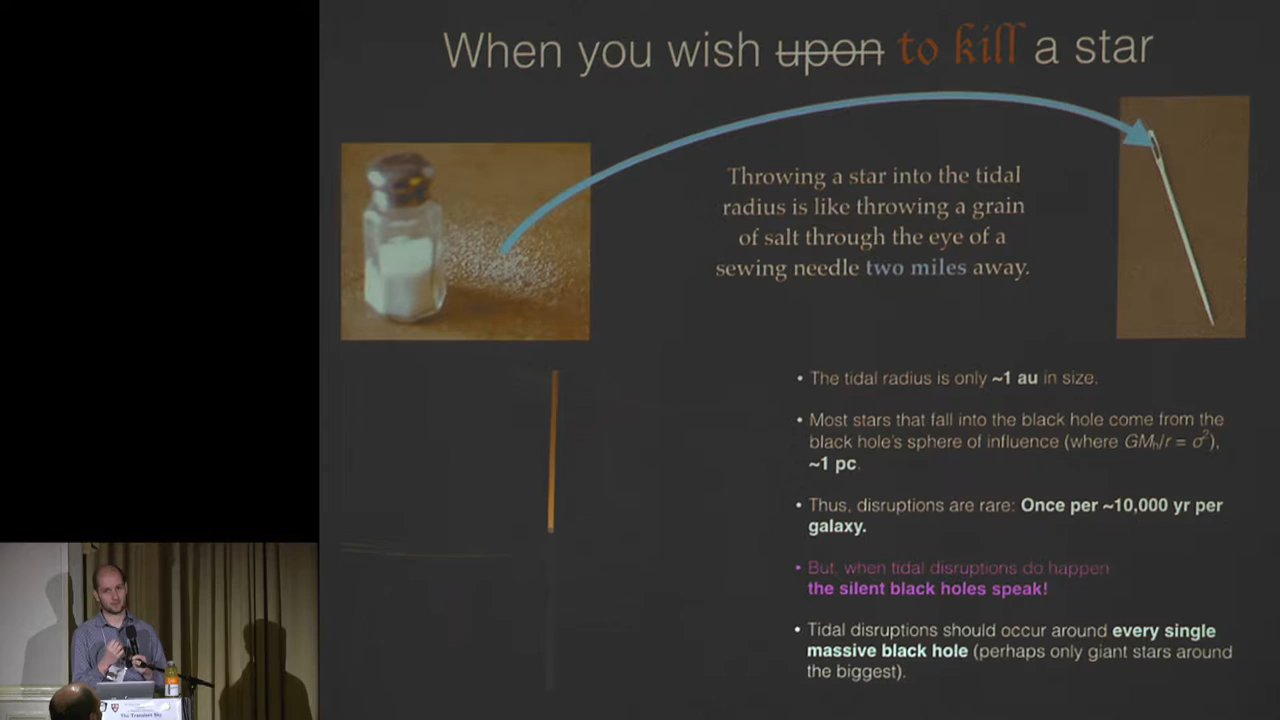 When you wish upon to kill a star
Throwing a star into the tidal
radius is like throwing a grain
of salt through the eye of a
sewing needle two miles away.
• The tidal radius is only ~1 au in size.
• Most stars that fall into the black hole come from the
black hole's sphere of influence (where GMₕ/r = σ²),
~1 pc.
• Thus, disruptions are rare: Once per ~10,000 yr per
galaxy.
• But, when tidal disruptions do happen
the silent black holes speak!
• Tidal disruptions should occur around every single
massive black hole (perhaps only giant stars around
the biggest).
The Transient Sky